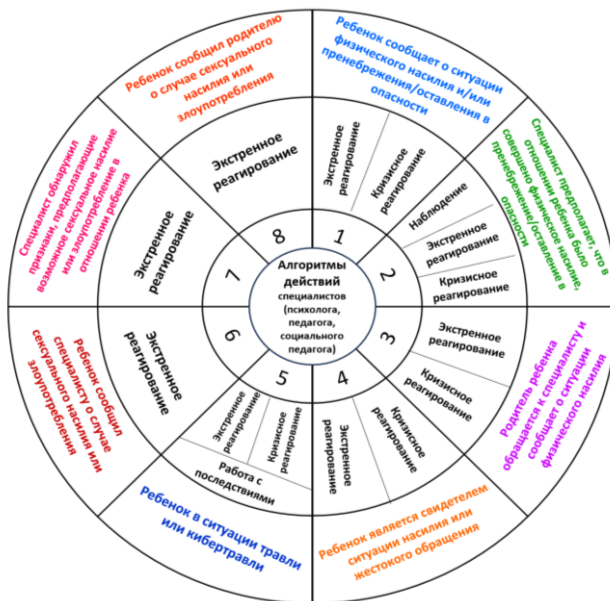 Алгоритмы
действий
специалистов
(психолога,
педагога,
социального
педагога)
1
Ребенок сообщает о ситуации
физического насилия и/или
пренебрежения/оставления в
опасности
Экстренное
реагирование
Кризисное
реагирование
2
Специалист предполагает, что в
отношении ребенка было
совершено физическое насилие,
пренебрежение/оставление в
опасности
Наблюдение
Экстренное
реагирование
Кризисное
реагирование
3
Родитель ребенка
обращается к специалисту и
сообщает о ситуации
физического насилия
Экстренное
реагирование
Кризисное
реагирование
4
Ребенок является свидетелем
ситуации насилия или
жестокого обращения
Кризисное
реагирование
Экстренное
реагирование
5
Ребенок в ситуации травли
или кибертравли
Экстренное
реагирование
Кризисное
реагирование
Работа с
последствиями
6
Ребенок сообщил
специалисту о случае
сексуального насилия или
злоупотребления
Экстренное
реагирование
7
Специалист обнаружил
признаки, предполагающие
возможное сексуальное насилие
или злоупотребление в
отношении ребенка
Экстренное
реагирование
8
Ребенок сообщил родителю
о случае сексуального
насилия или
злоупотребления
Экстренное
реагирование